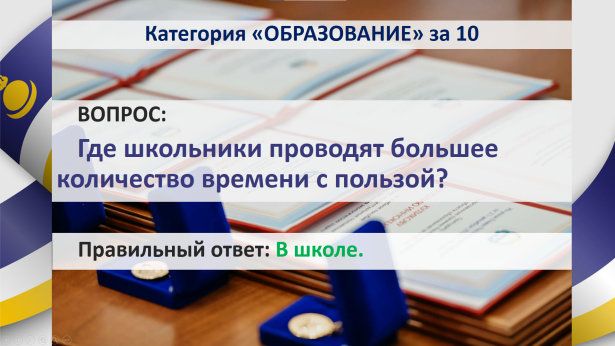 Категория «ОБРАЗОВАНИЕ» за 10
ВОПРОС:
Где школьники проводят большее
количество времени с пользой?
Правильный ответ: В школе.